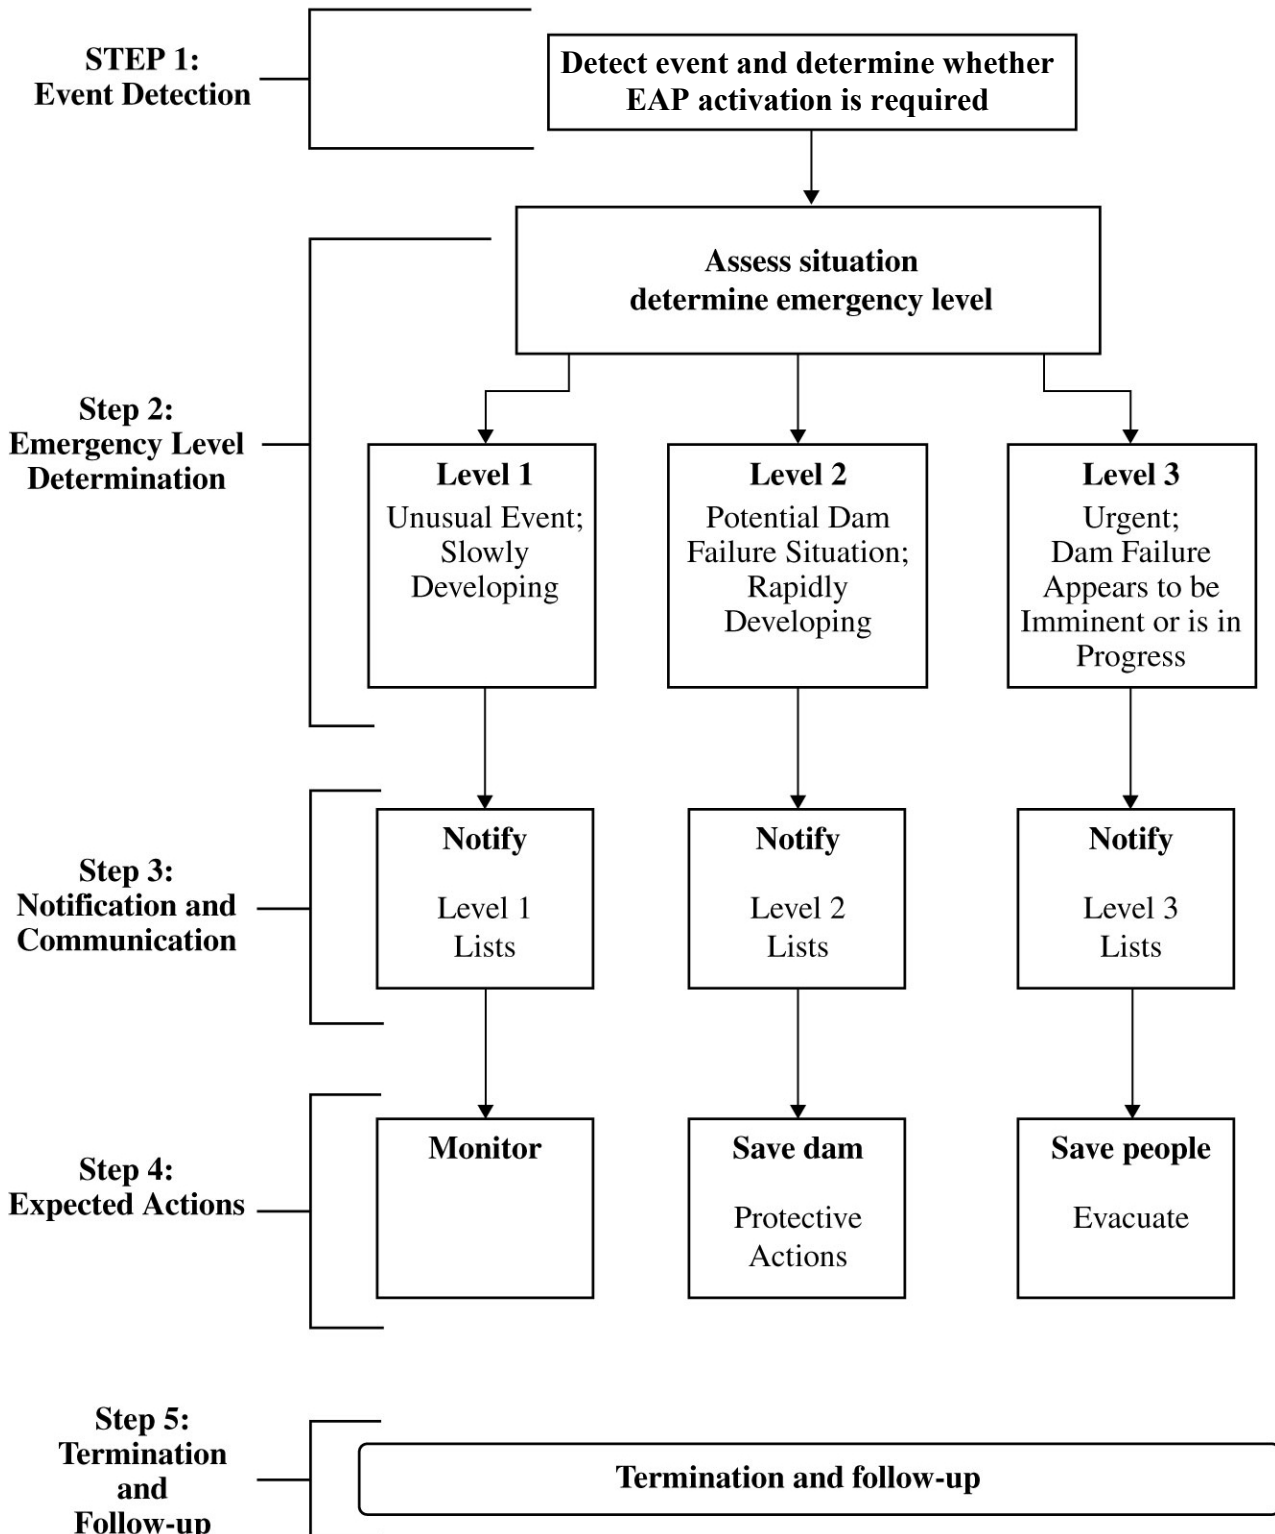 STEP 1:
Event Detection
Detect event and determine whether
EAP activation is required
Assess situation
determine emergency level
Step 2:
Emergency Level
Determination
Level 1
Unusual Event;
Slowly
Developing
Level 2
Potential Dam
Failure Situation;
Rapidly
Developing
Level 3
Urgent;
Dam Failure
Appears to be
Imminent or is in
Progress
Step 3:
Notification and
Communication
Notify
Level 1
Lists
Notify
Level 2
Lists
Notify
Level 3
Lists
Step 4:
Expected Actions
Monitor
Save dam
Protective
Actions
Save people
Evacuate
Step 5:
Termination
and
Follow-up
Termination and follow-up